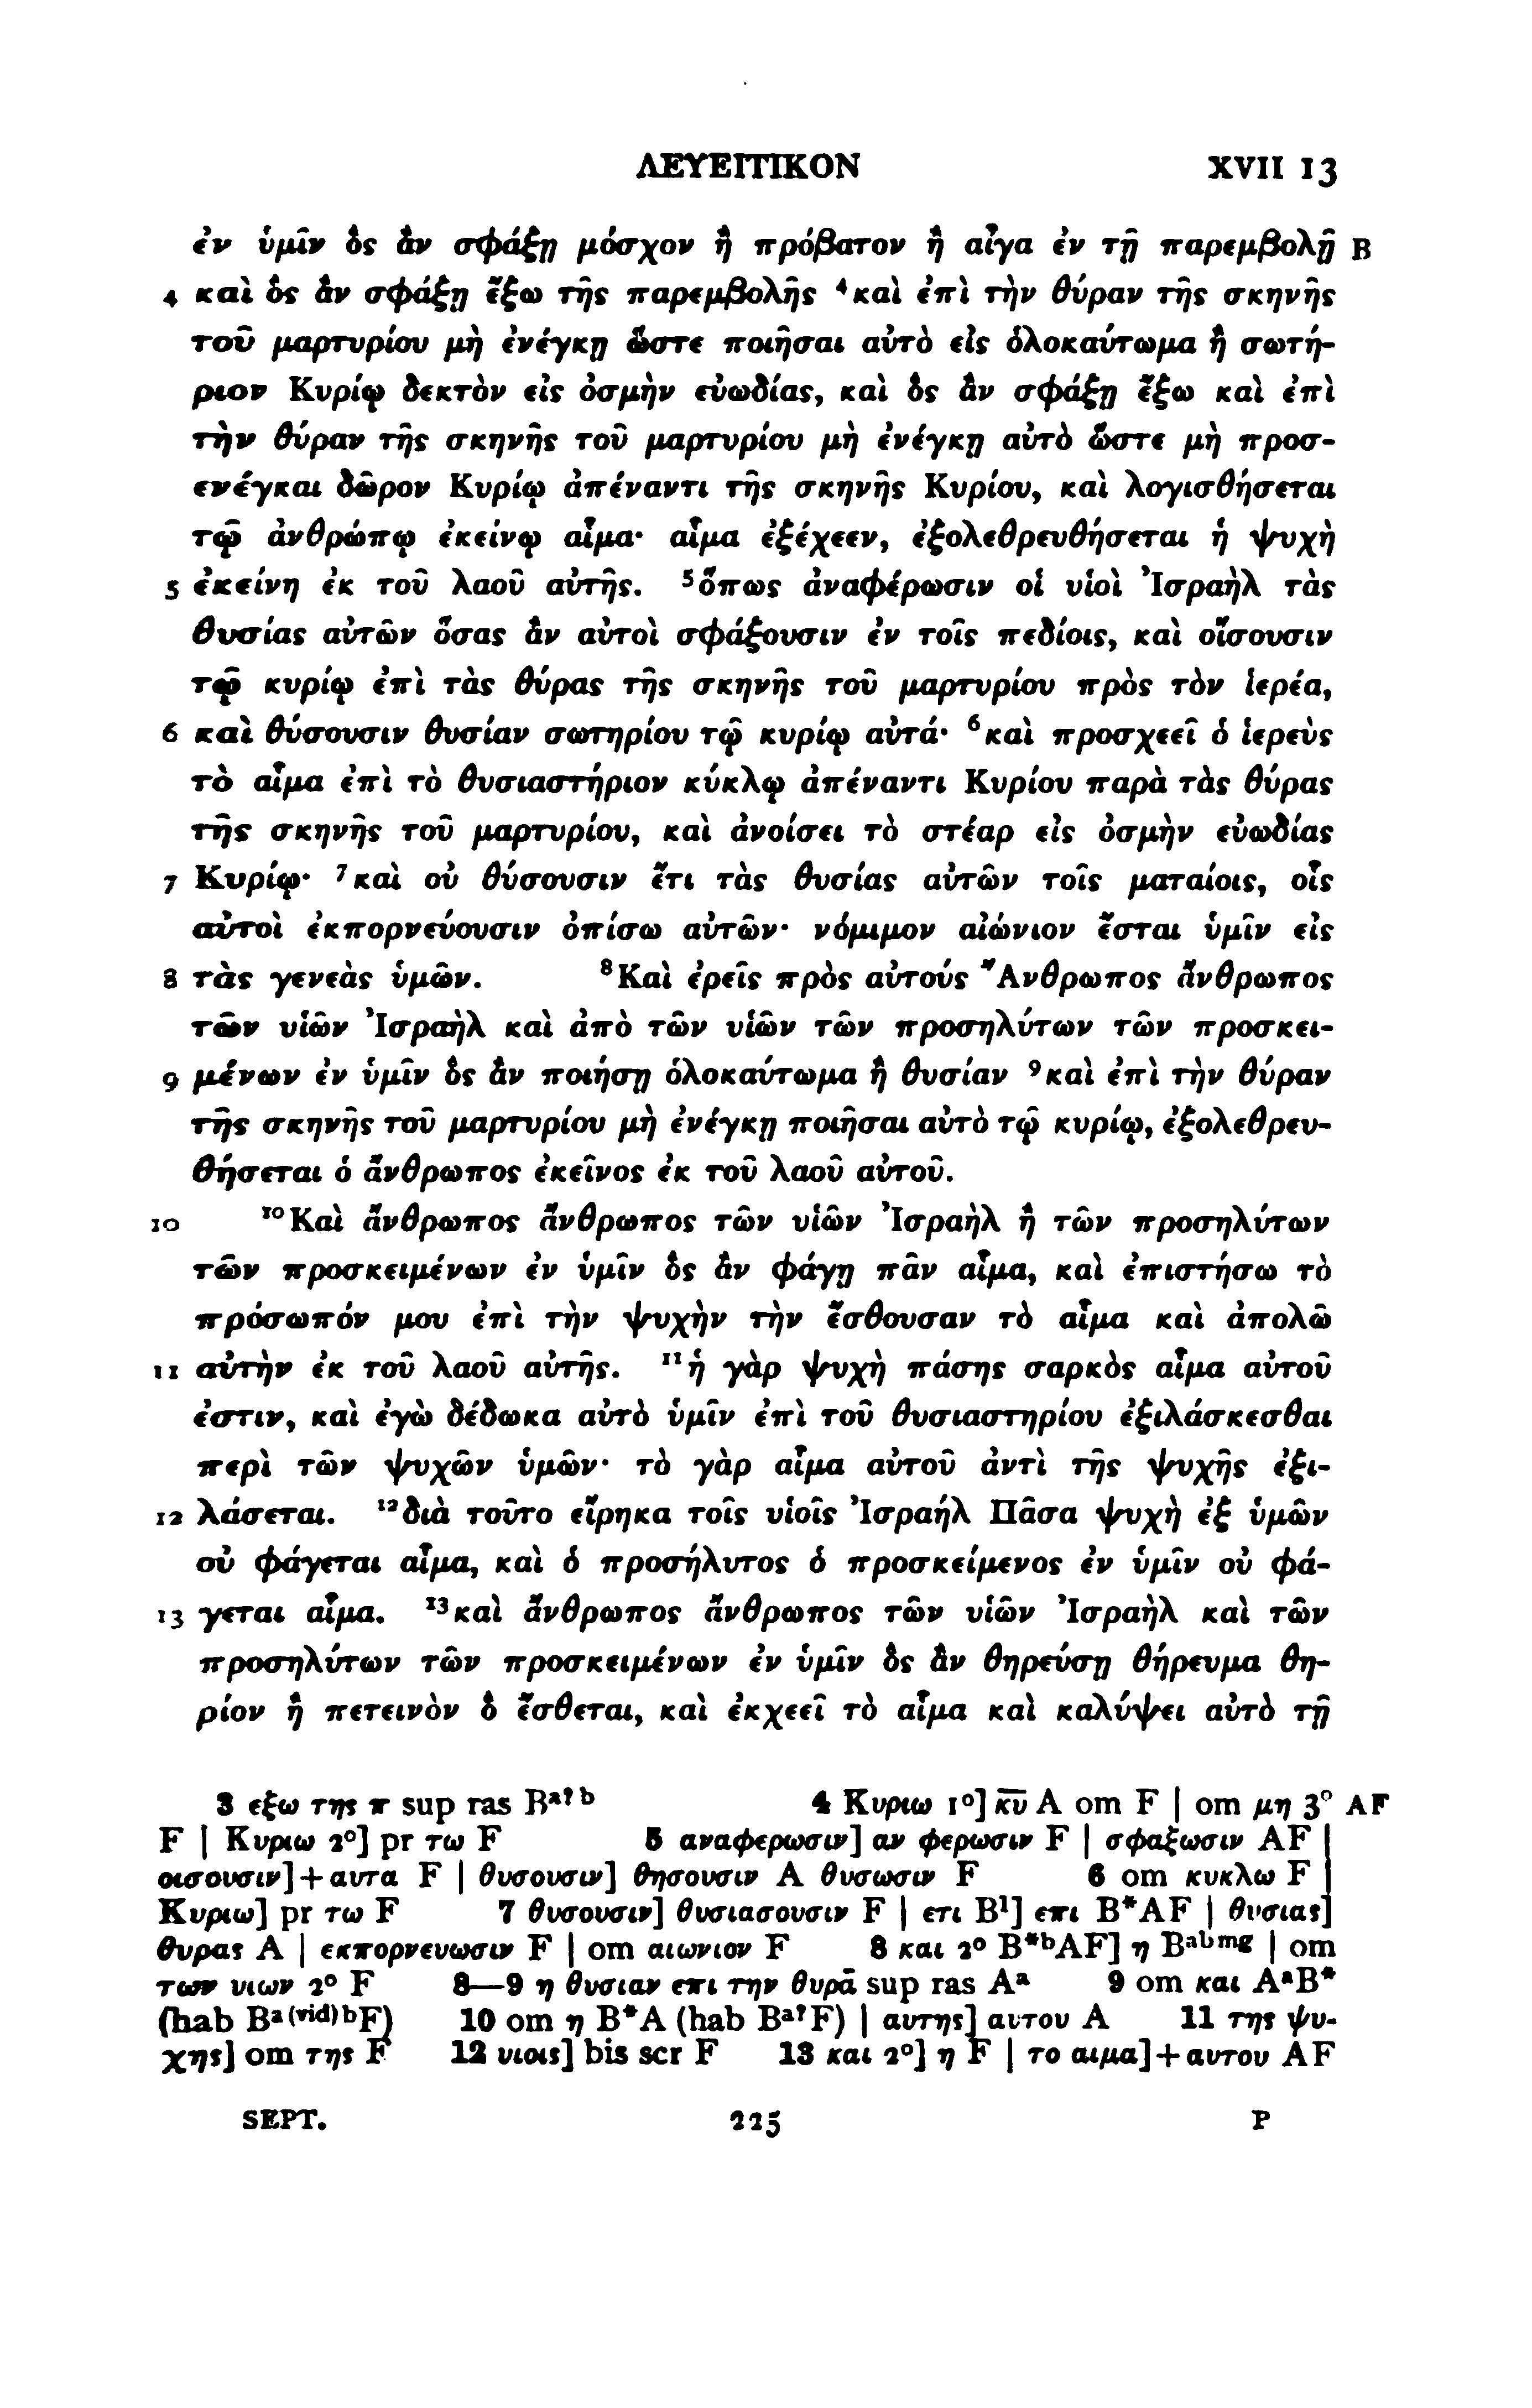 ΛΕΥΕΙΤΙΚΟΝ XVII 13
ἐν ὑμῖν ὃς ἂν σφάξῃ μόσχον ἢ πρόβατον ἢ αἶγα ἐν τῇ παρεμβολῇ B
4 καὶ ὃς ἂν σφάξῃ ἔξω τῆς παρεμβολῆς ⁴καὶ ἐπὶ τὴν θύραν τῆς σκηνῆς
τοῦ μαρτυρίου μὴ ἐνέγκῃ ὥστε ποιῆσαι αὐτὸ εἰς ὁλοκαύτωμα ἢ σωτή-
ριον Κυρίῳ δεκτὸν εἰς ὀσμὴν εὐωδίας, καὶ ὃς ἂν σφάξῃ ἔξω καὶ ἐπὶ
τὴν θύραν τῆς σκηνῆς τοῦ μαρτυρίου μὴ ἐνέγκῃ αὐτὸ ὥστε μὴ προσ-
ενέγκαι δῶρον Κυρίῳ ἀπέναντι τῆς σκηνῆς Κυρίου, καὶ λογισθήσεται
τῷ ἀνθρώπῳ ἐκείνῳ αἷμα· αἷμα ἐξέχεεν, ἐξολεθρευθήσεται ἡ ψυχὴ
5 ἐκείνη ἐκ τοῦ λαοῦ αὐτῆς. ⁵ὅπως ἀναφέρωσιν οἱ υἱοὶ Ἰσραὴλ τὰς
θυσίας αὐτῶν ὅσας ἂν αὐτοὶ σφάξουσιν ἐν τοῖς πεδίοις, καὶ οἴσουσιν
τῷ κυρίῳ ἐπὶ τὰς θύρας τῆς σκηνῆς τοῦ μαρτυρίου πρὸς τὸν ἱερέα,
6 καὶ θύσουσιν θυσίαν σωτηρίου τῷ κυρίῳ αὐτά· ⁶καὶ προσχεεῖ ὁ ἱερεὺς
τὸ αἷμα ἐπὶ τὸ θυσιαστήριον κύκλῳ ἀπέναντι Κυρίου παρὰ τὰς θύρας
τῆς σκηνῆς τοῦ μαρτυρίου, καὶ ἀνοίσει τὸ στέαρ εἰς ὀσμὴν εὐωδίας
7 Κυρίῳ· ⁷καὶ οὐ θύσουσιν ἔτι τὰς θυσίας αὐτῶν τοῖς ματαίοις, οἷς
αὐτοὶ ἐκπορνεύουσιν ὀπίσω αὐτῶν· νόμιμον αἰώνιον ἔσται ὑμῖν εἰς
8 τὰς γενεὰς ὑμῶν. ⁸Καὶ ἐρεῖς πρὸς αὐτούς Ἄνθρωπος ἄνθρωπος
τῶν υἱῶν Ἰσραὴλ καὶ ἀπὸ τῶν υἱῶν τῶν προσηλύτων τῶν προσκει-
9 μένων ἐν ὑμῖν ὃς ἂν ποιήσῃ ὁλοκαύτωμα ἢ θυσίαν ⁹καὶ ἐπὶ τὴν θύραν
τῆς σκηνῆς τοῦ μαρτυρίου μὴ ἐνέγκῃ ποιῆσαι αὐτὸ τῷ κυρίῳ, ἐξολεθρευ-
θήσεται ὁ ἄνθρωπος ἐκεῖνος ἐκ τοῦ λαοῦ αὐτοῦ.
10 ¹⁰Καὶ ἄνθρωπος ἄνθρωπος τῶν υἱῶν Ἰσραὴλ ἢ τῶν προσηλύτων
τῶν προσκειμένων ἐν ὑμῖν ὃς ἂν φάγῃ πᾶν αἷμα, καὶ ἐπιστήσω τὸ
πρόσωπόν μου ἐπὶ τὴν ψυχὴν τὴν ἔσθουσαν τὸ αἷμα καὶ ἀπολῶ
11 αὐτὴν ἐκ τοῦ λαοῦ αὐτῆς. ¹¹ἡ γὰρ ψυχὴ πάσης σαρκὸς αἷμα αὐτοῦ
ἐστιν, καὶ ἐγὼ δέδωκα αὐτὸ ὑμῖν ἐπὶ τοῦ θυσιαστηρίου ἐξιλάσκεσθαι
περὶ τῶν ψυχῶν ὑμῶν· τὸ γὰρ αἷμα αὐτοῦ ἀντὶ τῆς ψυχῆς ἐξι-
12 λάσεται. ¹²διὰ τοῦτο εἴρηκα τοῖς υἱοῖς Ἰσραήλ Πᾶσα ψυχὴ ἐξ ὑμῶν
οὐ φάγεται αἷμα, καὶ ὁ προσήλυτος ὁ προσκείμενος ἐν ὑμῖν οὐ φά-
13 γεται αἷμα. ¹³καὶ ἄνθρωπος ἄνθρωπος τῶν υἱῶν Ἰσραὴλ καὶ τῶν
προσηλύτων τῶν προσκειμένων ἐν ὑμῖν ὃς ἂν θηρεύσῃ θήρευμα θη-
ρίον ἢ πετεινὸν ὃ ἔσθεται, καὶ ἐκχεεῖ τὸ αἷμα καὶ καλύψει αὐτὸ τῇ
3 εξω της π sup ras Bᵃ?ᵇ 4 Κυριω 1°] κ̅υ̅ A om F | om μη 3° AF
F | Κυριω 2°] pr τω F 5 αναφερωσιν] αν φερωσιν F | σφαξωσιν AF |
οισουσιν]+αυτα F | θυσουσιν] θησουσιν A θυσωσιν F 6 om κυκλω F |
Κυριω] pr τω F 7 θυσουσιν] θυσιασουσιν F | ετι B¹] επι B*AF | θυσιας]
θυρας A | εκπορνευωσιν F | om αιωνιον F 8 και 2° B*ᵇAF] η Bᵃᵇᵐᵍ | om
των υιων 2° F 8—9 η θυσιαν επι την θυρα̅ sup ras Aᵃ 9 om και AᵃB*
(hab Bᵃ⁽ᵛⁱᵈ⁾ᵇF) 10 om η B*A (hab Bᵃ?F) | αυτης] αυτου A 11 της ψυ-
χης] om της F 12 υιοις] bis scr F 13 και 2°] η F | το αιμα]+αυτου AF
SEPT. 225 P